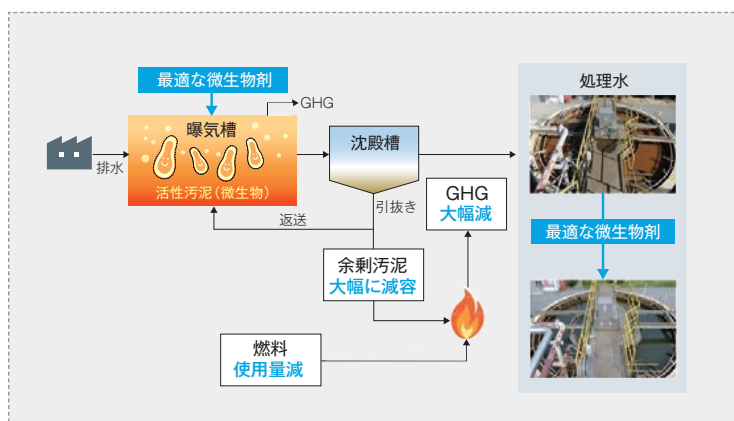 最適な微生物剤
GHG
曝気槽
排水
活性汚泥(微生物)
沈殿槽
返送
引抜き
GHG
大幅減
余剰汚泥
大幅に減容
燃料
使用量減
処理水
最適な微生物剤